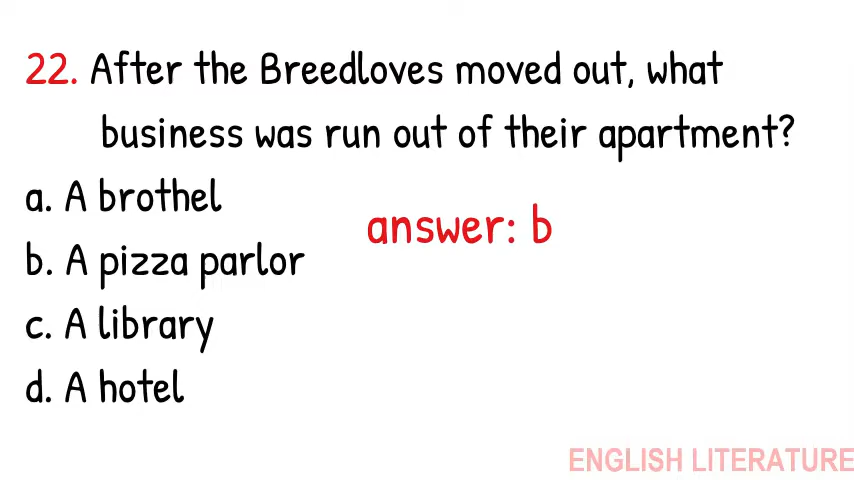 22. After the Breedloves moved out, what
business was run out of their apartment?
a. A brothel
answer: b
b. A pizza parlor
c. A library
d. A hotel
ENGLISH LITERATURE